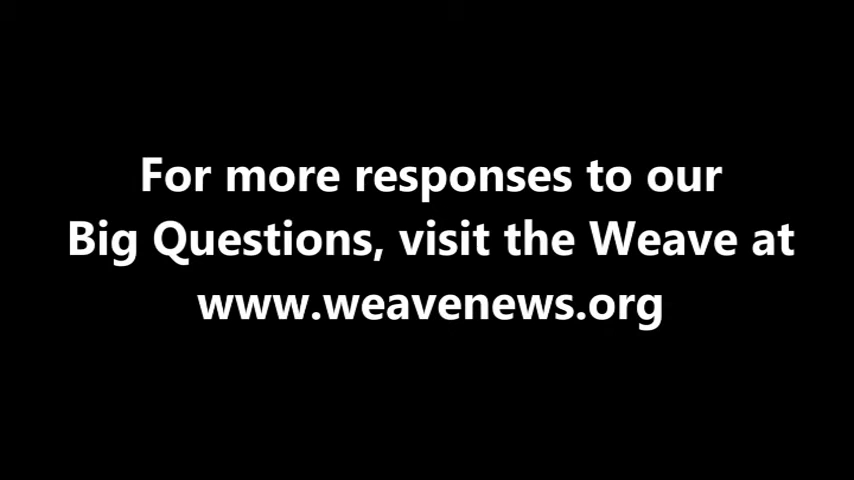 For more responses to our
Big Questions, visit the Weave at
www.weavenews.org